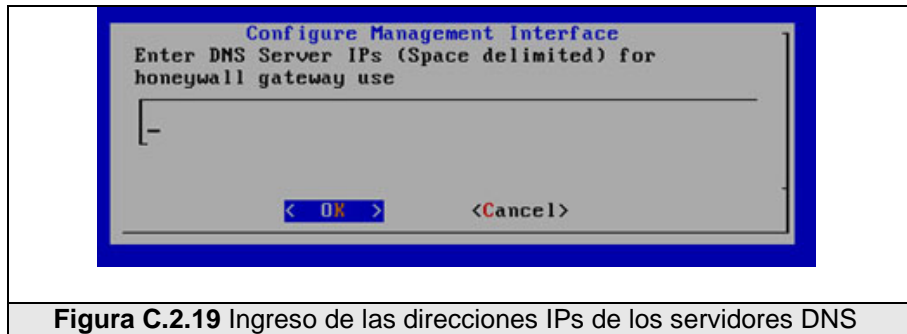 Configure Management Interface
Enter DNS Server IPs (Space delimited) for
honeywall gateway use
< OK > <Cancel>
Figura C.2.19 Ingreso de las direcciones IPs de los servidores DNS